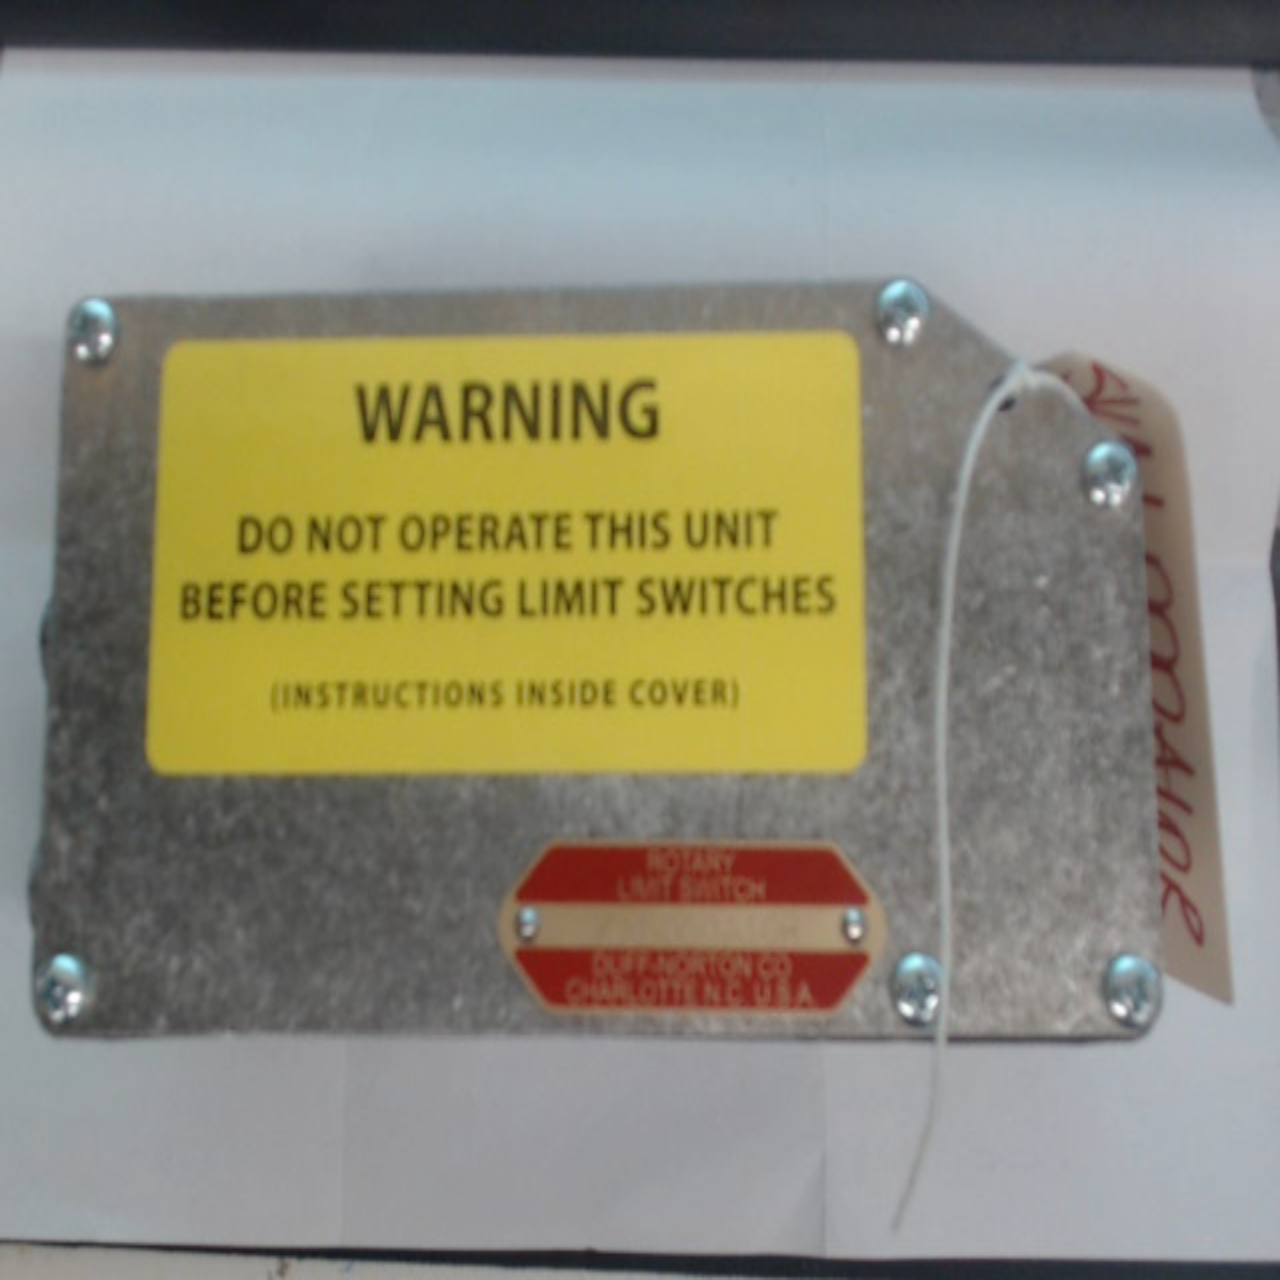 WARNING
DO NOT OPERATE THIS UNIT
BEFORE SETTING LIMIT SWITCHES
(INSTRUCTIONS INSIDE COVER)
ROTARY
LIMIT SWITCH
DUFF-NORTON CO
CHARLOTTE N.C. U.S.A.